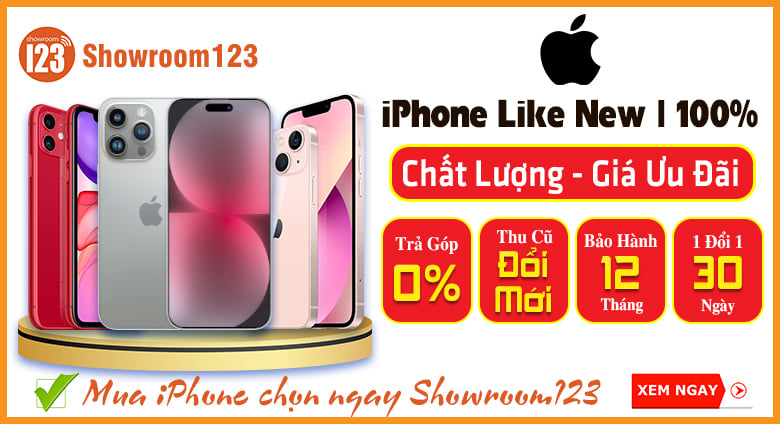 showroom
123
Showroom123
iPhone Like New | 100%
Chất Lượng - Giá Ưu Đãi
Trả Góp
0%
Thu Cũ
Đổi
Mới
Bảo Hành
12
Tháng
1 Đổi 1
30
Ngày
Mua iPhone chọn ngay Showroom123
XEM NGAY